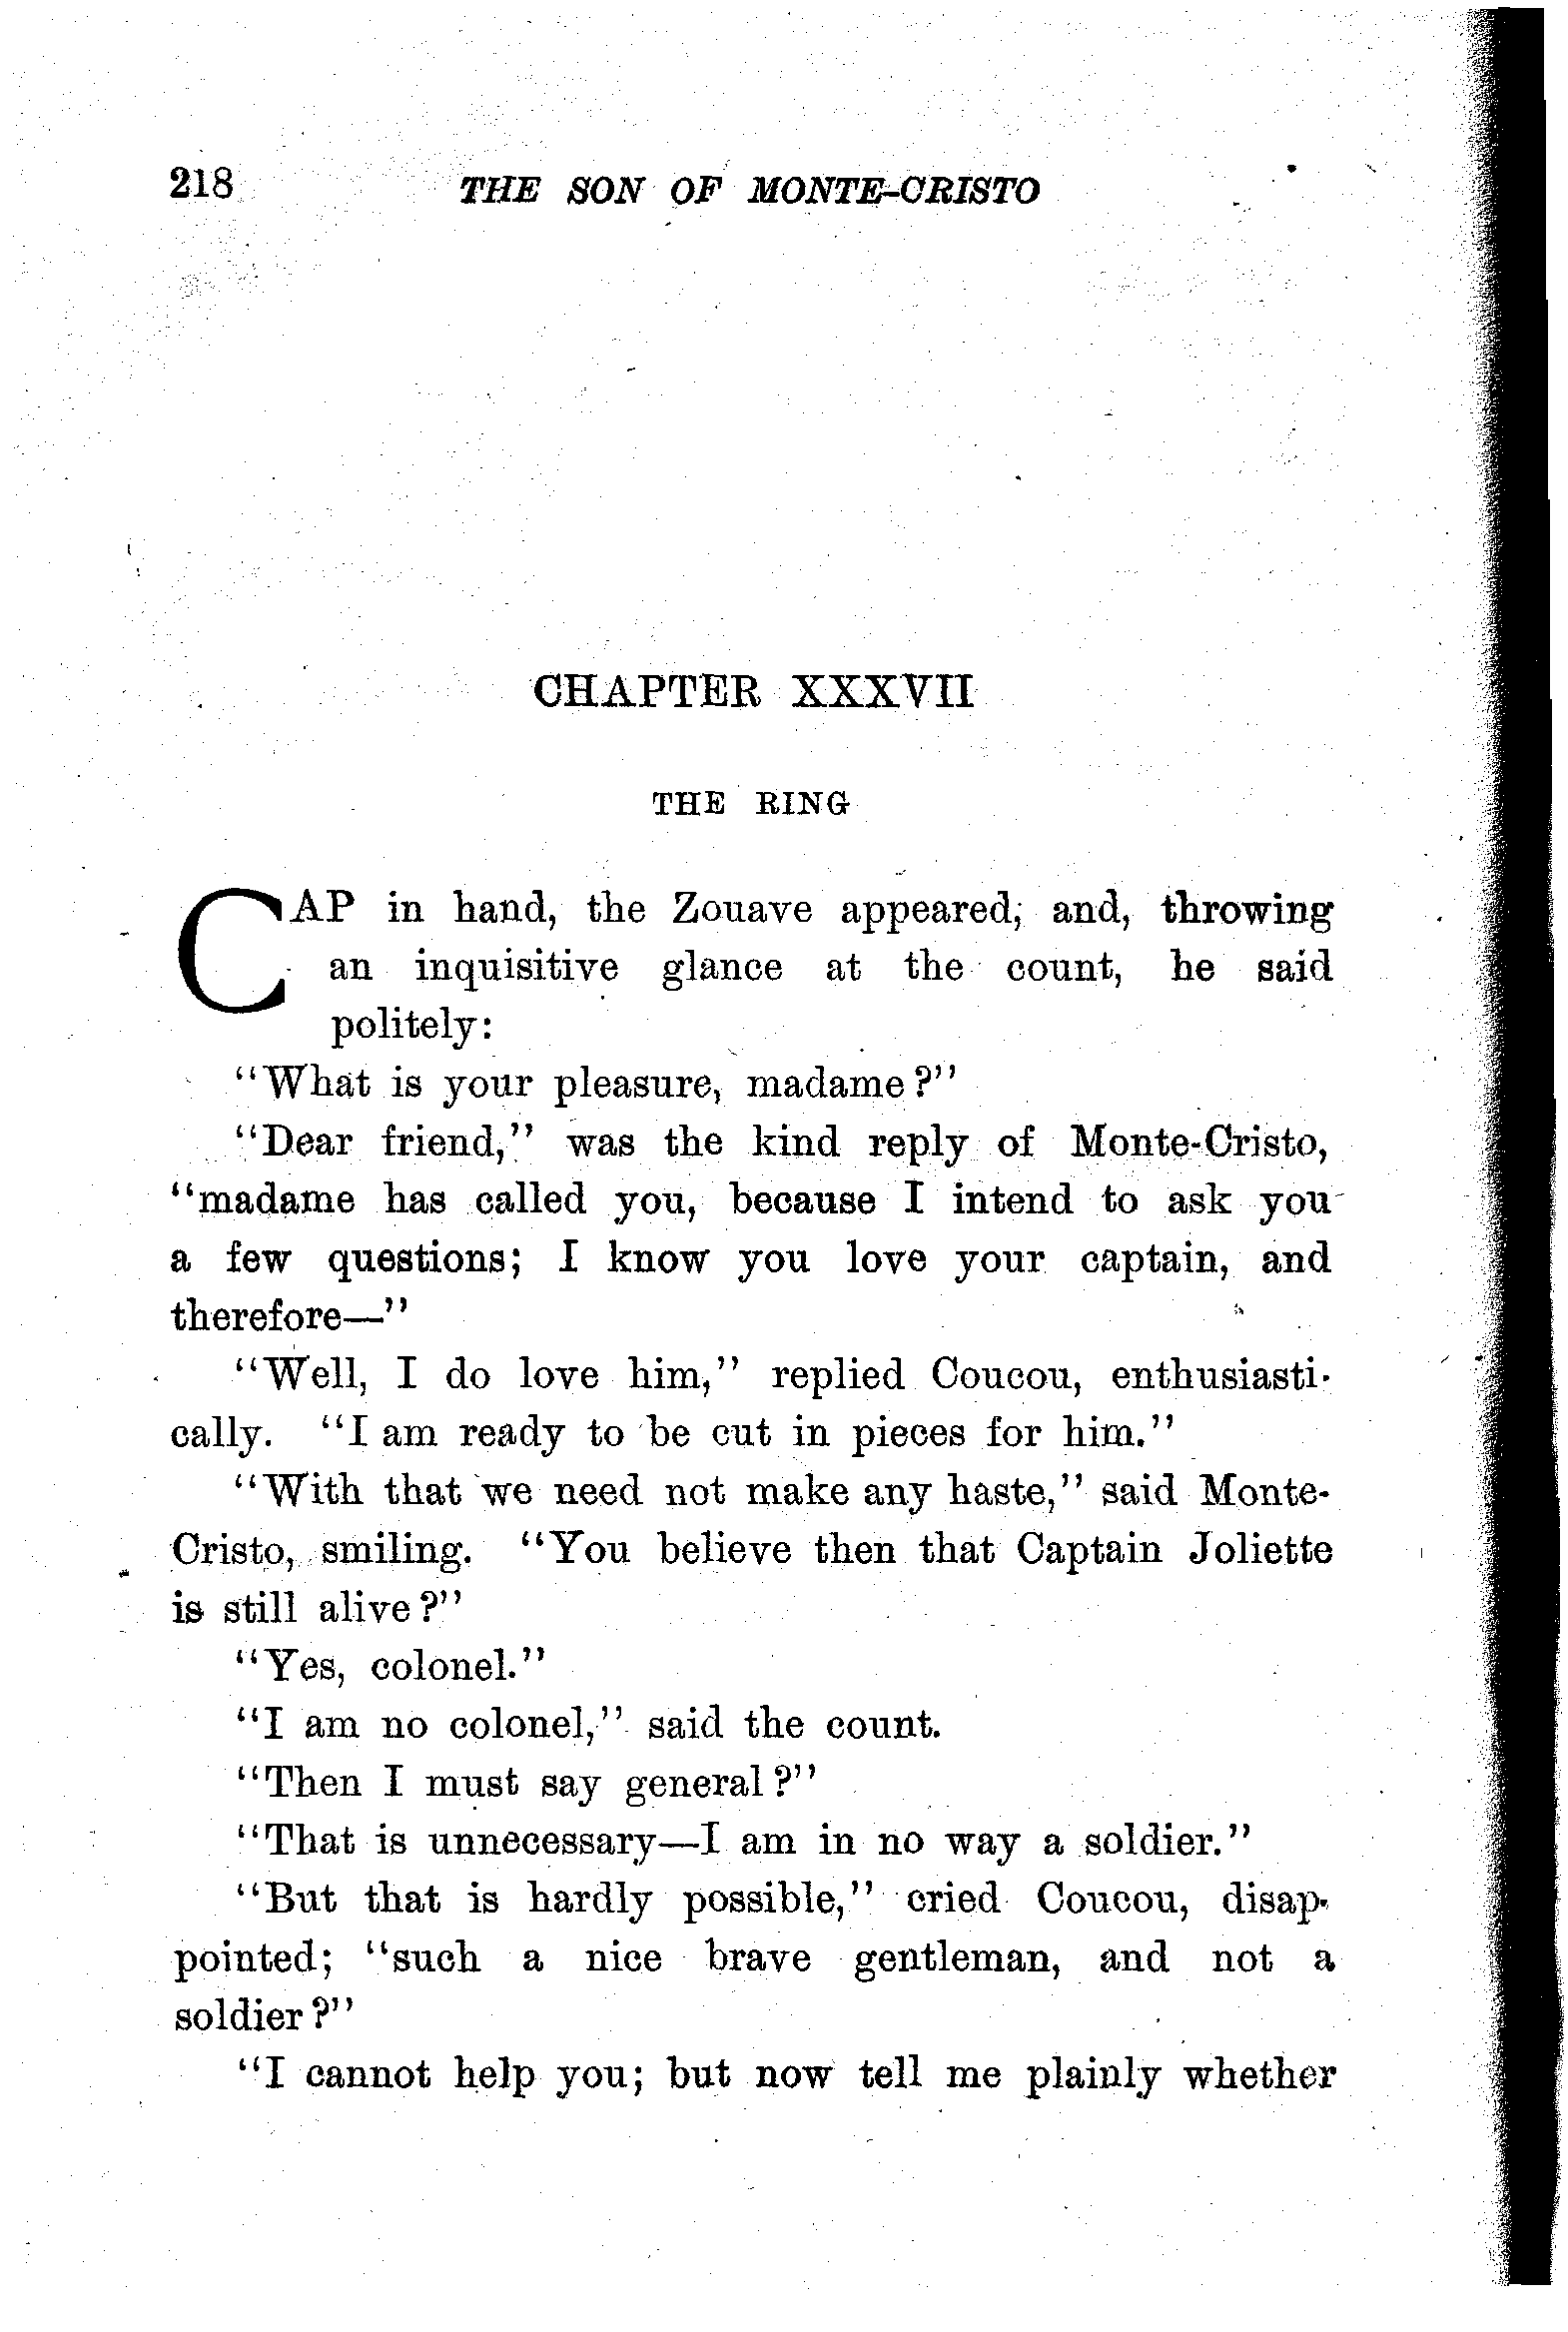 218 THE SON OF MONTE-CRISTO
CHAPTER XXXVII
THE RING
CAP in hand, the Zouave appeared; and, throwing
an inquisitive glance at the count, he said
politely:
"What is your pleasure, madame?"
"Dear friend," was the kind reply of Monte-Cristo,
"madame has called you, because I intend to ask you
a few questions; I know you love your captain, and
therefore—"
"Well, I do love him," replied Coucou, enthusiasti-
cally. "I am ready to be cut in pieces for him."
"With that we need not make any haste," said Monte-
Cristo, smiling. "You believe then that Captain Joliette
is still alive?"
"Yes, colonel."
"I am no colonel," said the count.
"Then I must say general?"
"That is unnecessary—I am in no way a soldier."
"But that is hardly possible," cried Coucou, disap-
pointed; "such a nice brave gentleman, and not a
soldier?"
"I cannot help you; but now tell me plainly whether